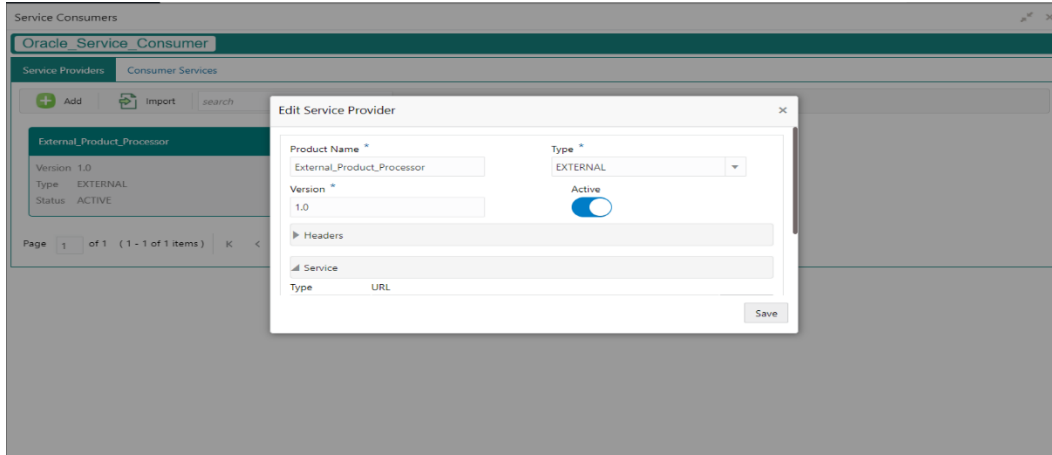 Service Consumers
Oracle_Service_Consumer
Service Providers Consumer Services
Add Import search
External_Product_Processor
Version 1.0
Type EXTERNAL
Status ACTIVE
Page 1 of 1 ( 1 - 1 of 1 items )
Edit Service Provider
Product Name * Type *
External_Product_Processor EXTERNAL
Version * Active
1.0
Headers
Service
Type URL
Save